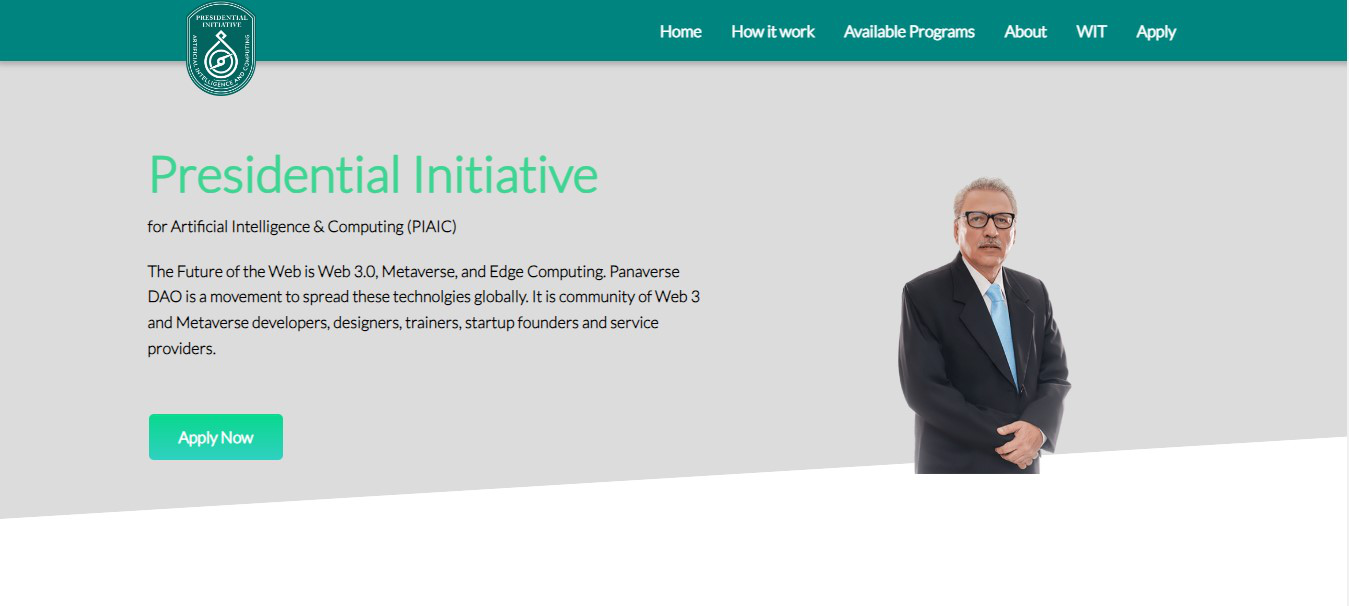 PRESIDENTIAL
INITIATIVE
ARTIFICIAL INTELLIGENCE AND COMPUTING
Home How it work Available Programs About WIT Apply
Presidential Initiative
for Artificial Intelligence & Computing (PIAIC)
The Future of the Web is Web 3.0, Metaverse, and Edge Computing. Panaverse
DAO is a movement to spread these technolgies globally. It is community of Web 3
and Metaverse developers, designers, trainers, startup founders and service
providers.
Apply Now